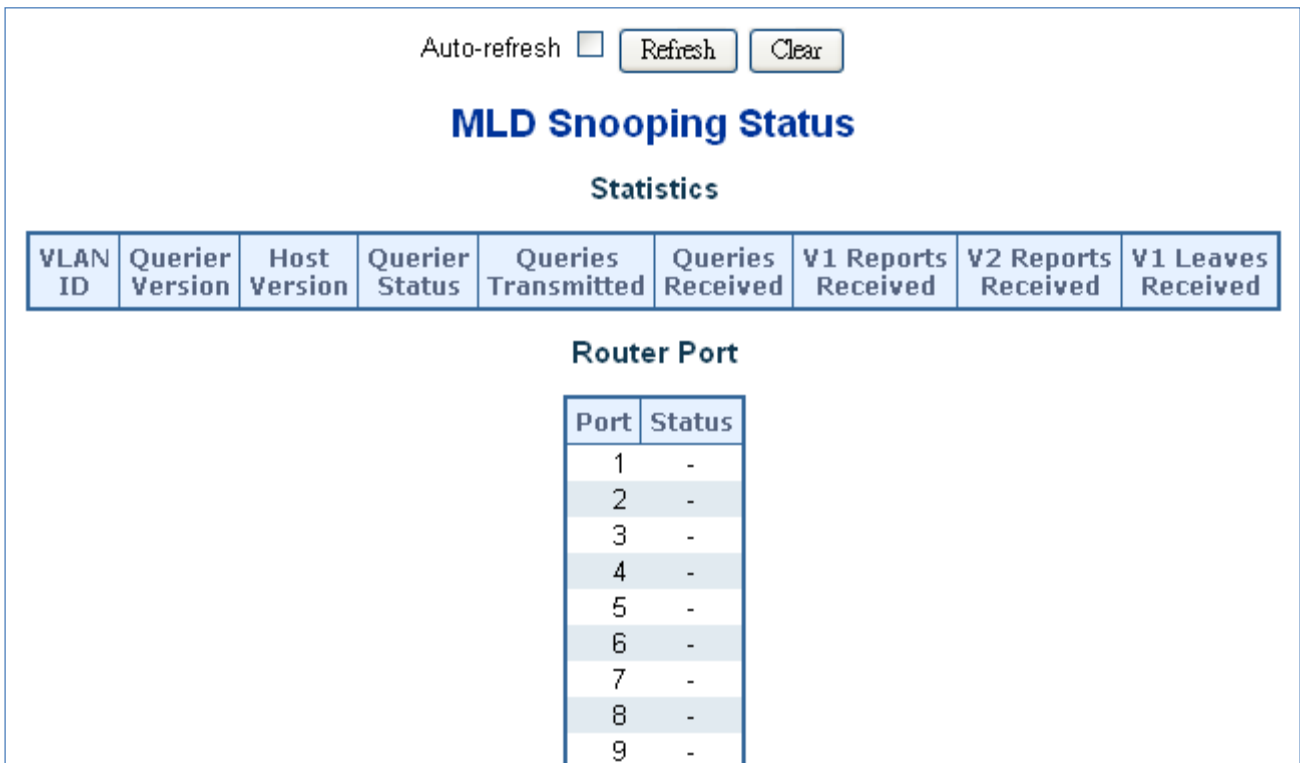 Auto-refresh Refresh Clear
MLD Snooping Status
Statistics
VLAN ID Querier Version Host Version Querier Status Queries Transmitted Queries Received V1 Reports Received V2 Reports Received V1 Leaves Received
Router Port
Port Status
1 -
2 -
3 -
4 -
5 -
6 -
7 -
8 -
9 -